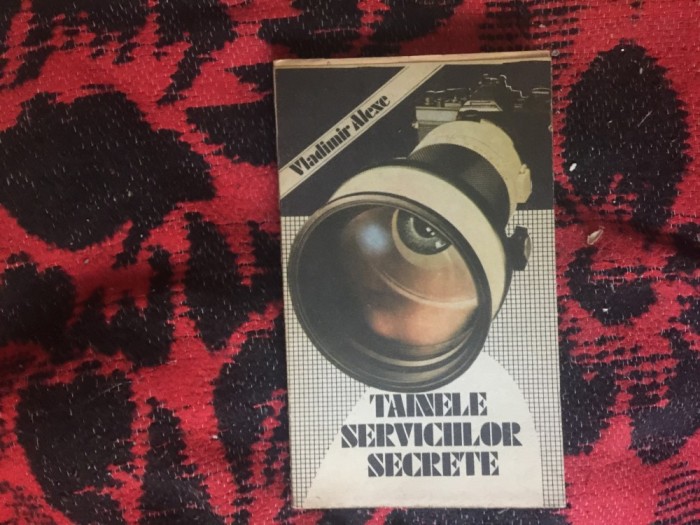 Vladimir Alexe
TAINELE
SERVICIILOR
SECRETE